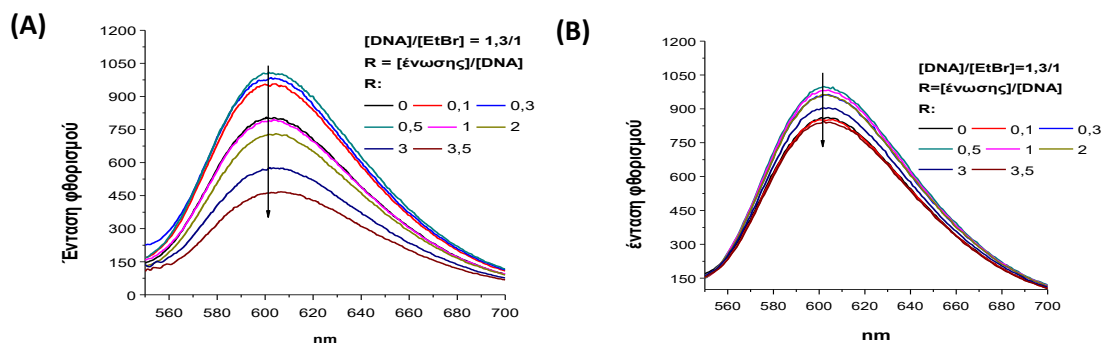 (A)
Ένταση φθορισμού
1200
1050
900
750
600
450
300
150
0
[DNA]/[EtBr] = 1,3/1
R = [ένωσης]/[DNA]
R:
0 0,1 0,3
0,5 1 2
3 3,5
560 580 600 620 640 660 680 700
nm
(B)
ένταση φθορισμού
1200
1050
900
750
600
450
300
150
[DNA]/[EtBr]=1,3/1
R=[ένωσης]/[DNA]
R:
0 0,1 0,3
0,5 1 2
3 3,5
560 580 600 620 640 660 680 700
nm